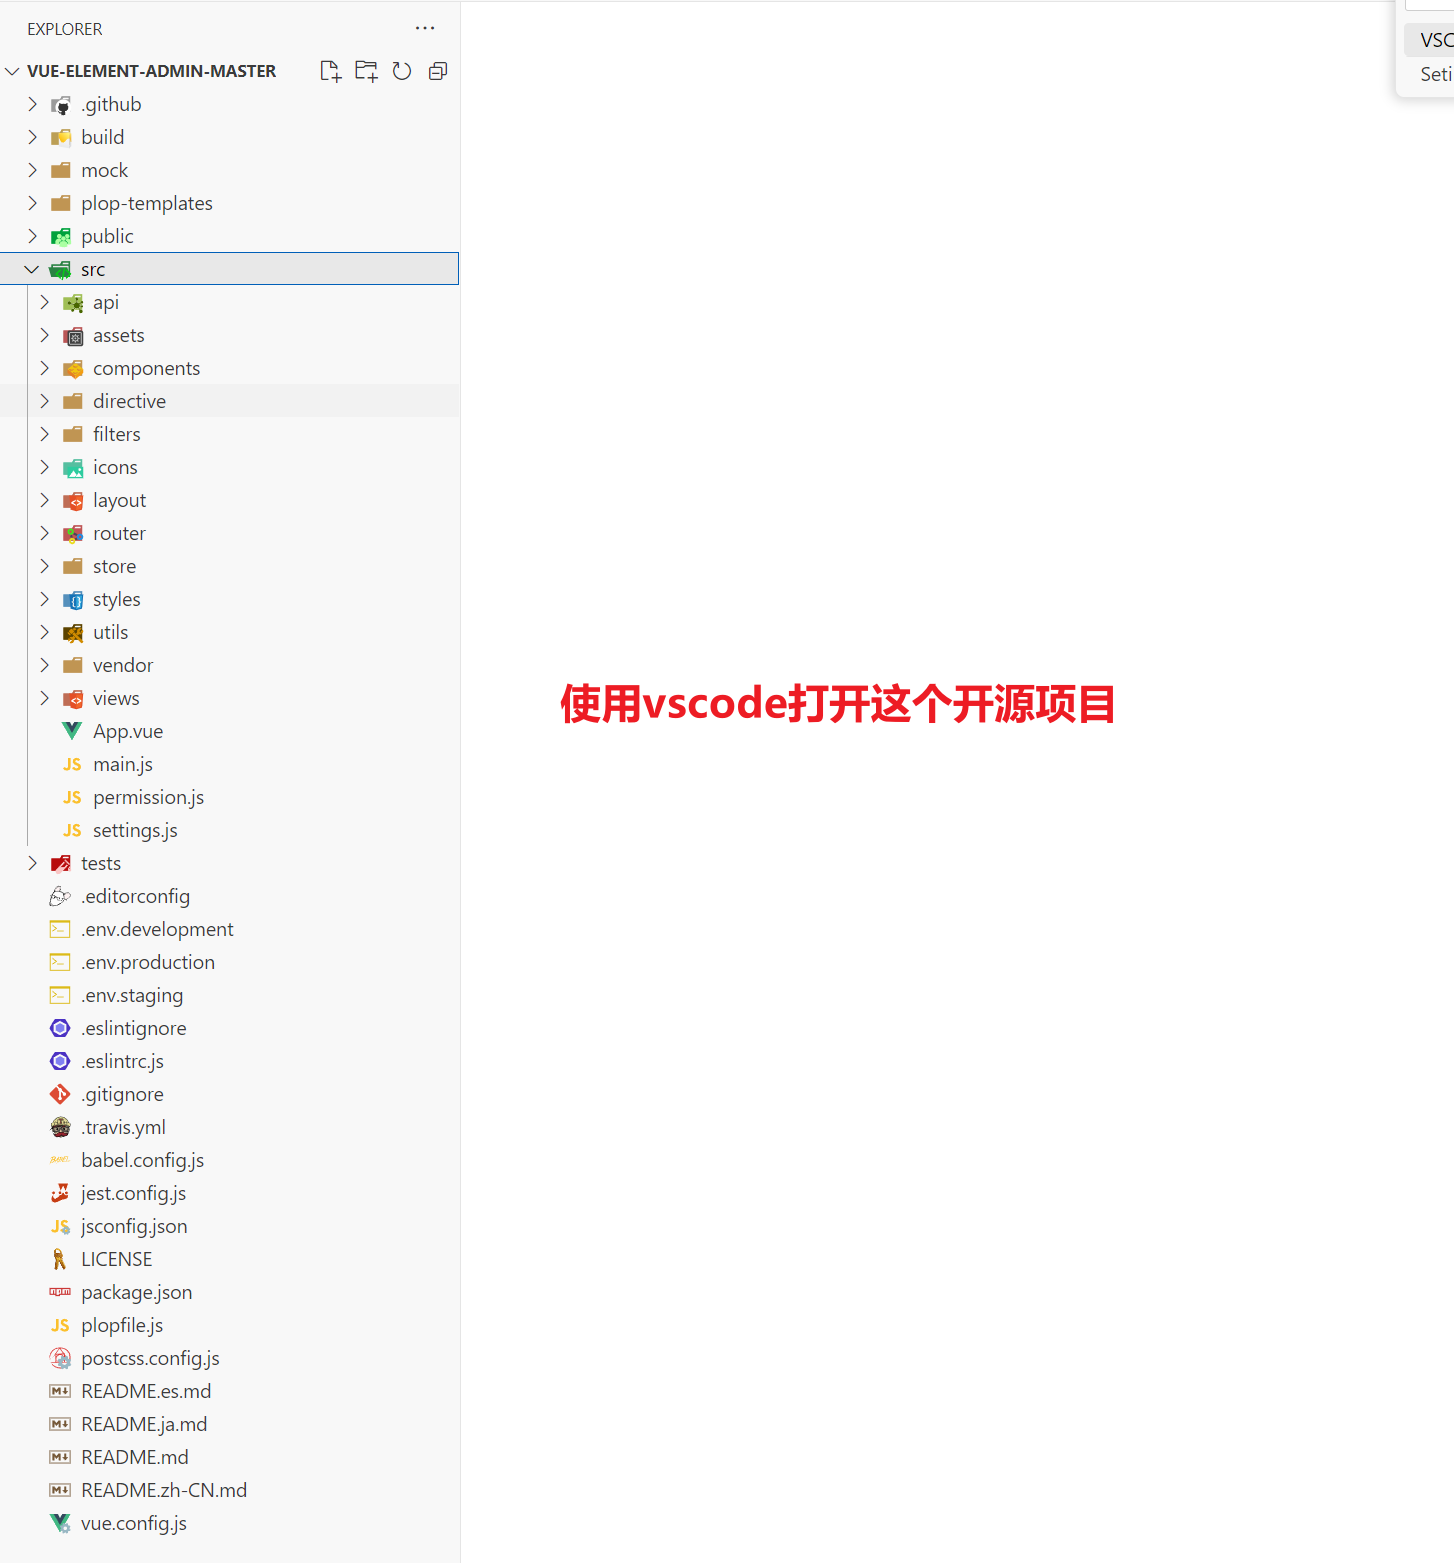 EXPLORER
VUE-ELEMENT-ADMIN-MASTER
.github
build
mock
plop-templates
public
src
api
assets
components
directive
filters
icons
layout
router
store
styles
utils
vendor
views
App.vue
JS main.js
JS permission.js
JS settings.js
tests
.editorconfig
.env.development
.env.production
.env.staging
.eslintignore
.eslintrc.js
.gitignore
.travis.yml
babel.config.js
jest.config.js
JS jsconfig.json
LICENSE
package.json
JS plopfile.js
postcss.config.js
README.es.md
README.ja.md
README.md
README.zh-CN.md
vue.config.js
使用vscode打开这个开源项目
VSC
Seti